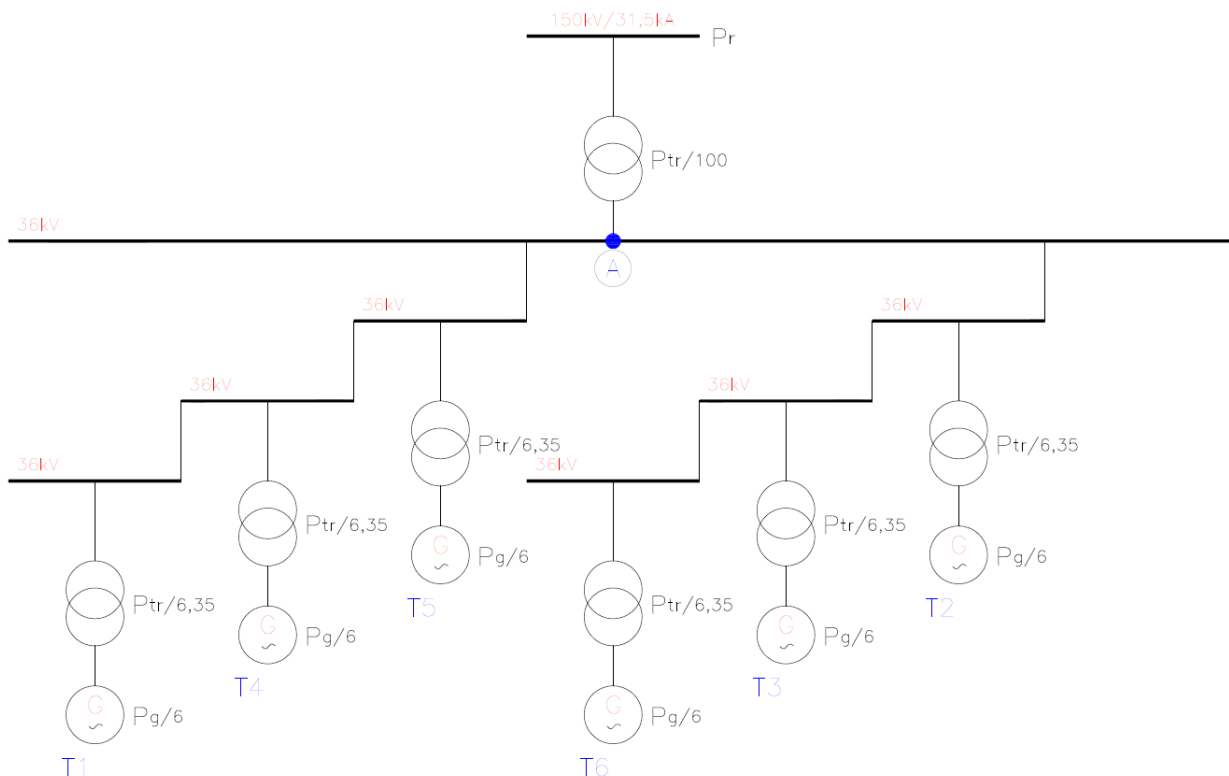 150kV/31,5kA
Pr
Ptr/100
36kV
A
36kV
36kV
36kV
36kV
Ptr/6,35
Ptr/6,35
36kV
36kV
Ptr/6,35
Ptr/6,35
G
Pg/6
G
Pg/6
T5
T2
Ptr/6,35
Ptr/6,35
G
Pg/6
G
Pg/6
T4
T3
G
Pg/6
G
Pg/6
T1
T6